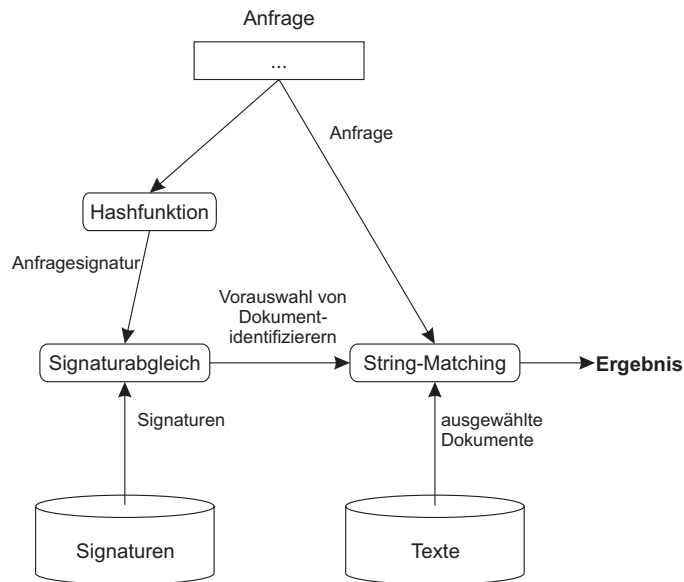 Anfrage
...
Anfrage
Hashfunktion
Anfragesignatur
Vorauswahl von
Dokument-
identifizierern
Signaturabgleich
String-Matching
Ergebnis
Signaturen
ausgewählte
Dokumente
Signaturen
Texte